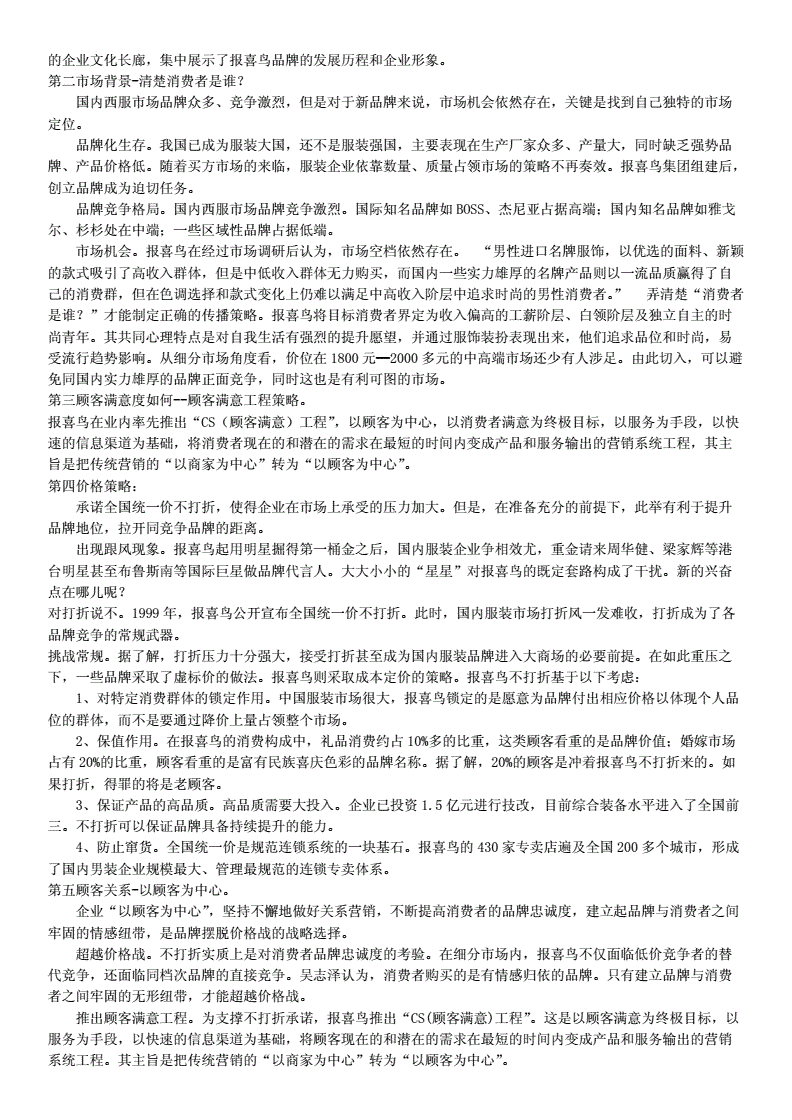 的企业文化长廊，集中展示了报喜鸟品牌的发展历程和企业形象。
第二市场背景-清楚消费者是谁？
国内西服市场品牌众多、竞争激烈，但是对于新品牌来说，市场机会依然存在，关键是找到自己独特的市场
定位。
品牌化生存。我国已成为服装大国，还不是服装强国，主要表现在生产厂家众多、产量大，同时缺乏强势品
牌、产品价格低。随着买方市场的来临，服装企业依靠数量、质量占领市场的策略不再奏效。报喜鸟集团组建后，
创立品牌成为迫切任务。
品牌竞争格局。国内西服市场品牌竞争激烈。国际知名品牌如 BOSS、杰尼亚占据高端；国内知名品牌如雅戈
尔、杉杉处在中端；一些区域性品牌占据低端。
市场机会。报喜鸟在经过市场调研后认为，市场空档依然存在。 “男性进口名牌服饰，以优选的面料、新颖
的款式吸引了高收入群体，但是中低收入群体无力购买，而国内一些实力雄厚的名牌产品则以一流品质赢得了自
己的消费群，但在色调选择和款式变化上仍难以满足中高收入阶层中追求时尚的男性消费者。” 弄清楚“消费者
是谁？”才能制定正确的传播策略。报喜鸟将目标消费者界定为收入偏高的工薪阶层、白领阶层及独立自主的时
尚青年。其共同心理特点是对自我生活有强烈的提升愿望，并通过服饰装扮表现出来，他们追求品位和时尚，易
受流行趋势影响。从细分市场角度看，价位在 1800 元——2000 多元的中高端市场还少有人涉足。由此切入，可以避
免同国内实力雄厚的品牌正面竞争，同时这也是有利可图的市场。
第三顾客满意度如何--顾客满意工程策略。
报喜鸟在业内率先推出“CS（顾客满意）工程”，以顾客为中心，以消费者满意为终极目标，以服务为手段，以快
速的信息渠道为基础，将消费者现在的和潜在的需求在最短的时间内变成产品和服务输出的营销系统工程，其主
旨是把传统营销的“以商家为中心”转为“以顾客为中心”。
第四价格策略：
承诺全国统一价不打折，使得企业在市场上承受的压力加大。但是，在准备充分的前提下，此举有利于提升
品牌地位，拉开同竞争品牌的距离。
出现跟风现象。报喜鸟起用明星掘得第一桶金之后，国内服装企业争相效尤，重金请来周华健、梁家辉等港
台明星甚至布鲁斯南等国际巨星做品牌代言人。大大小小的“星星”对报喜鸟的既定套路构成了干扰。新的兴奋
点在哪儿呢？
对打折说不。1999 年，报喜鸟公开宣布全国统一价不打折。此时，国内服装市场打折风一发难收，打折成为了各
品牌竞争的常规武器。
挑战常规。据了解，打折压力十分强大，接受打折甚至成为国内服装品牌进入大商场的必要前提。在如此重压之
下，一些品牌采取了虚标价的做法。报喜鸟则采取成本定价的策略。报喜鸟不打折基于以下考虑：
1、对特定消费群体的锁定作用。中国服装市场很大，报喜鸟锁定的是愿意为品牌付出相应价格以体现个人品
位的群体，而不是要通过降价上量占领整个市场。
2、保值作用。在报喜鸟的消费构成中，礼品消费约占 10%多的比重，这类顾客看重的是品牌价值；婚嫁市场
占有 20%的比重，顾客看重的是富有民族喜庆色彩的品牌名称。据了解，20%的顾客是冲着报喜鸟不打折来的。如
果打折，得罪的将是老顾客。
3、保证产品的高品质。高品质需要大投入。企业已投资 1.5 亿元进行技改，目前综合装备水平进入了全国前
三。不打折可以保证品牌具备持续提升的能力。
4、防止窜货。全国统一价是规范连锁系统的一块基石。报喜鸟的 430 家专卖店遍及全国 200 多个城市，形成
了国内男装企业规模最大、管理最规范的连锁专卖体系。
第五顾客关系-以顾客为中心。
企业“以顾客为中心”，坚持不懈地做好关系营销，不断提高消费者的品牌忠诚度，建立起品牌与消费者之间
牢固的情感纽带，是品牌摆脱价格战的战略选择。
超越价格战。不打折实质上是对消费者品牌忠诚度的考验。在细分市场内，报喜鸟不仅面临低价竞争者的替
代竞争，还面临同档次品牌的直接竞争。吴志泽认为，消费者购买的是有情感归依的品牌。只有建立品牌与消费
者之间牢固的无形纽带，才能超越价格战。
推出顾客满意工程。为支撑不打折承诺，报喜鸟推出“CS(顾客满意)工程”。这是以顾客满意为终极目标，以
服务为手段，以快速的信息渠道为基础，将顾客现在的和潜在的需求在最短的时间内变成产品和服务输出的营销
系统工程。其主旨是把传统营销的“以商家为中心”转为“以顾客为中心”。